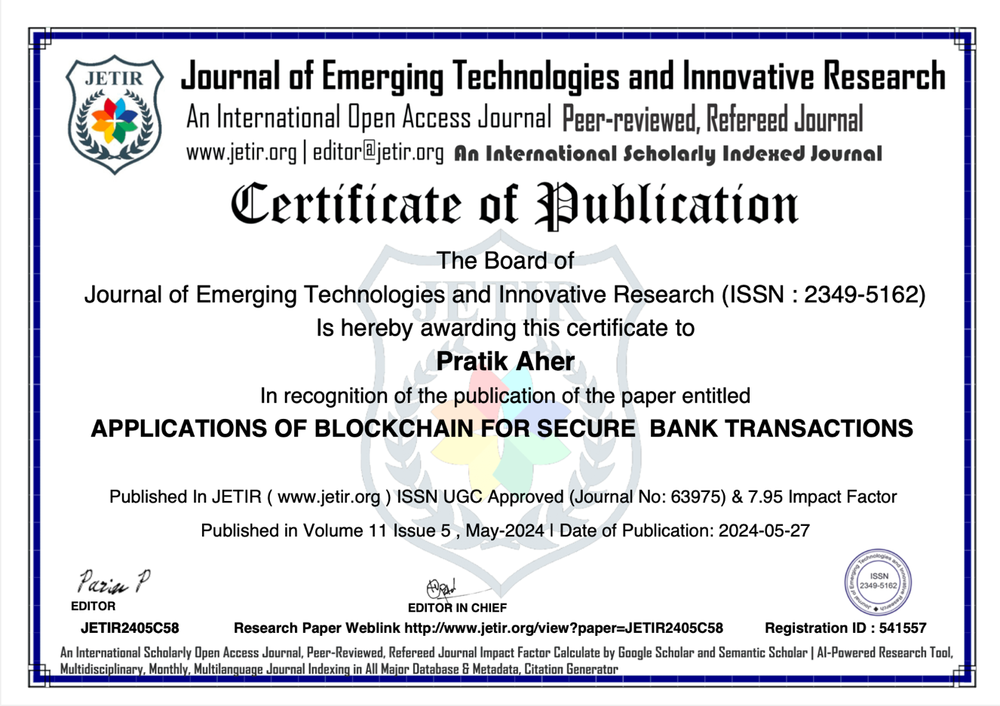 JETIR
Journal of Emerging Technologies and Innovative Research
An International Open Access Journal Peer-reviewed, Refereed Journal
www.jetir.org | editor@jetir.org An International Scholarly Indexed Journal
Certificate of Publication
The Board of
JETIR
Journal of Emerging Technologies and Innovative Research (ISSN : 2349-5162)
Is hereby awarding this certificate to
Pratik Aher
In recognition of the publication of the paper entitled
APPLICATIONS OF BLOCKCHAIN FOR SECURE BANK TRANSACTIONS
Published In JETIR ( www.jetir.org ) ISSN UGC Approved (Journal No: 63975) & 7.95 Impact Factor
Published in Volume 11 Issue 5 , May-2024 | Date of Publication: 2024-05-27
EDITOR
EDITOR IN CHIEF
Journal of Emerging Technologies and Innovative Research
ISSN
2349-5162
JETIR2405C58
Research Paper Weblink http://www.jetir.org/view?paper=JETIR2405C58
Registration ID : 541557
An International Scholarly Open Access Journal, Peer-Reviewed, Refereed Journal Impact Factor Calculate by Google Scholar and Semantic Scholar | AI-Powered Research Tool,
Multidisciplinary, Monthly, Multilanguage Journal Indexing in All Major Database & Metadata, Citation Generator